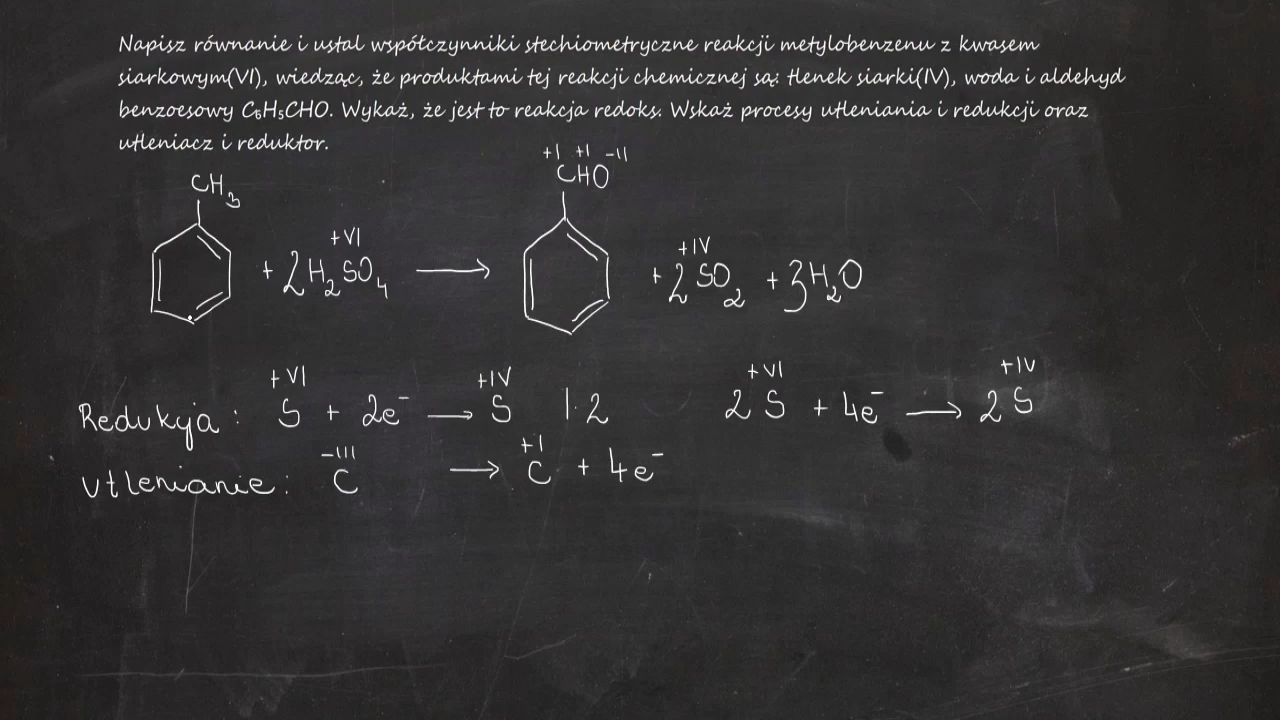 Napisz równanie i ustal współczynniki stechiometryczne reakcji metylobenzenu z kwasem
siarkowym(VI), wiedząc, że produktami tej reakcji chemicznej są: tlenek siarki(IV), woda i aldehyd
benzoesowy C₆H₅CHO. Wykaż, że jest to reakcja redoks. Wskaż procesy utleniania i redukcji oraz
utleniacz i reduktor.
+I +I -II
CH₃ CHO
+VI +IV
+ 2H₂SO₄ → + 2SO₂ + 3H₂O
+VI +IV +VI +IV
Redukcja: S + 2e⁻ → S |·2 2S + 4e⁻ → 2S
-III +I
utlenianie: C → C + 4e⁻